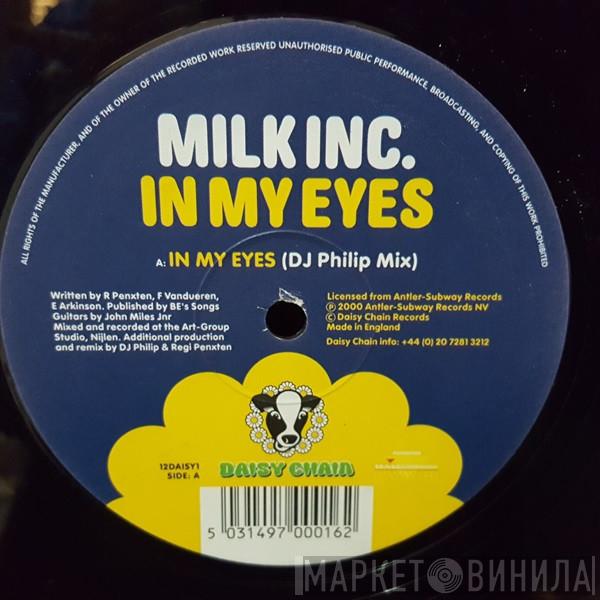 ALL RIGHTS OF THE MANUFACTURER, AND OF THE OWNER OF THE RECORDED WORK RESERVED UNAUTHORISED PUBLIC PERFORMANCE, BROADCASTING, AND COPYING OF THIS WORK PROHIBITED
MILK INC.
IN MY EYES
A: IN MY EYES (DJ Philip Mix)
Written by R Penxten, F Vandueren,
E Arkinson. Published by BE's Songs
Guitars by John Miles Jnr
Mixed and recorded at the Art-Group
Studio, Nijlen. Additional production
and remix by DJ Philip & Regi Penxten
Licensed from Antler-Subway Records
℗ 2000 Antler-Subway Records NV
© Daisy Chain Records
Made in England
Daisy Chain info: +44 (0) 20 7281 3212
12DAISY1
SIDE: A
DAISY CHAIN
5 031497 000162
МАРКЕТ ВИНИЛА